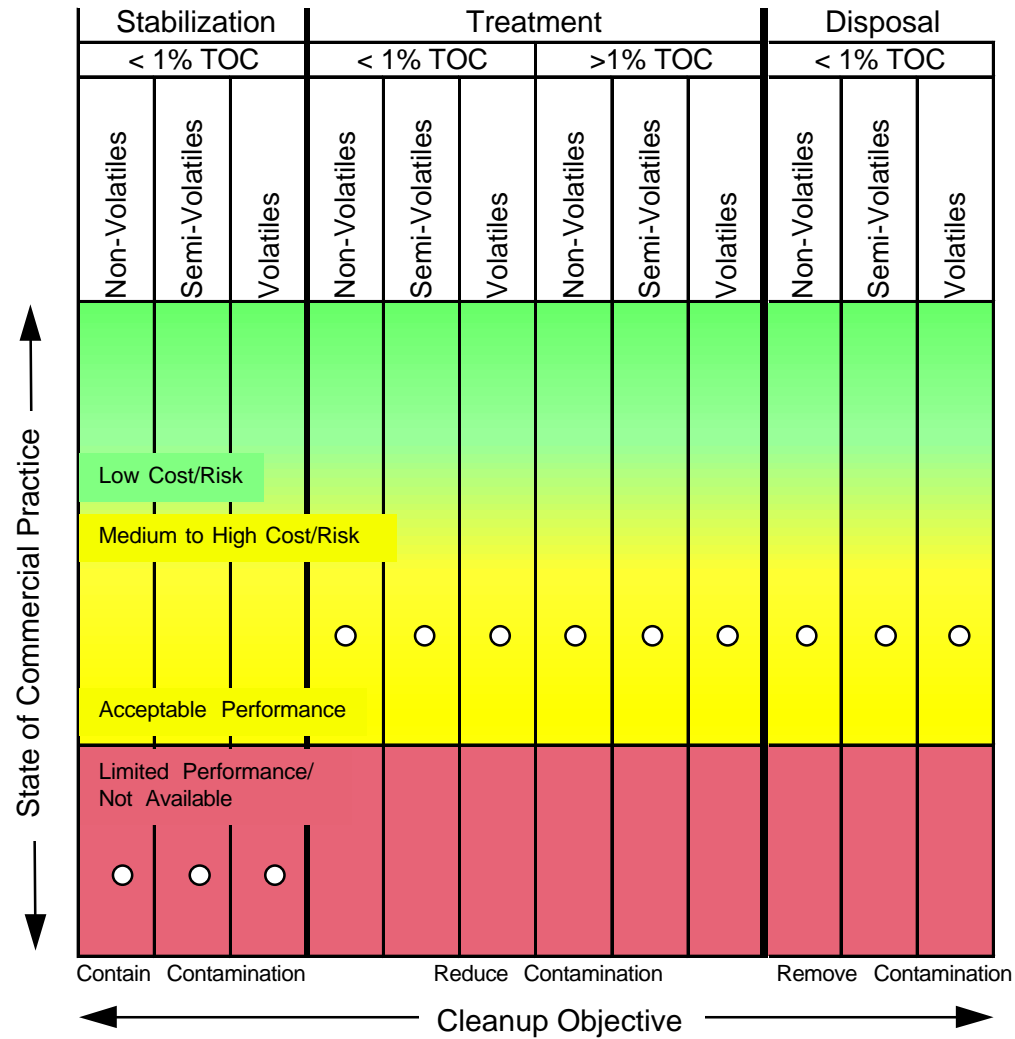 Stabilization Treatment Disposal
< 1% TOC < 1% TOC >1% TOC < 1% TOC
Non-Volatiles
Semi-Volatiles
Volatiles
Non-Volatiles
Semi-Volatiles
Volatiles
Non-Volatiles
Semi-Volatiles
Volatiles
Non-Volatiles
Semi-Volatiles
Volatiles
State of Commercial Practice
Low Cost/Risk
Medium to High Cost/Risk
Acceptable Performance
Limited Performance/
Not Available
Contain Contamination Reduce Contamination Remove Contamination
Cleanup Objective